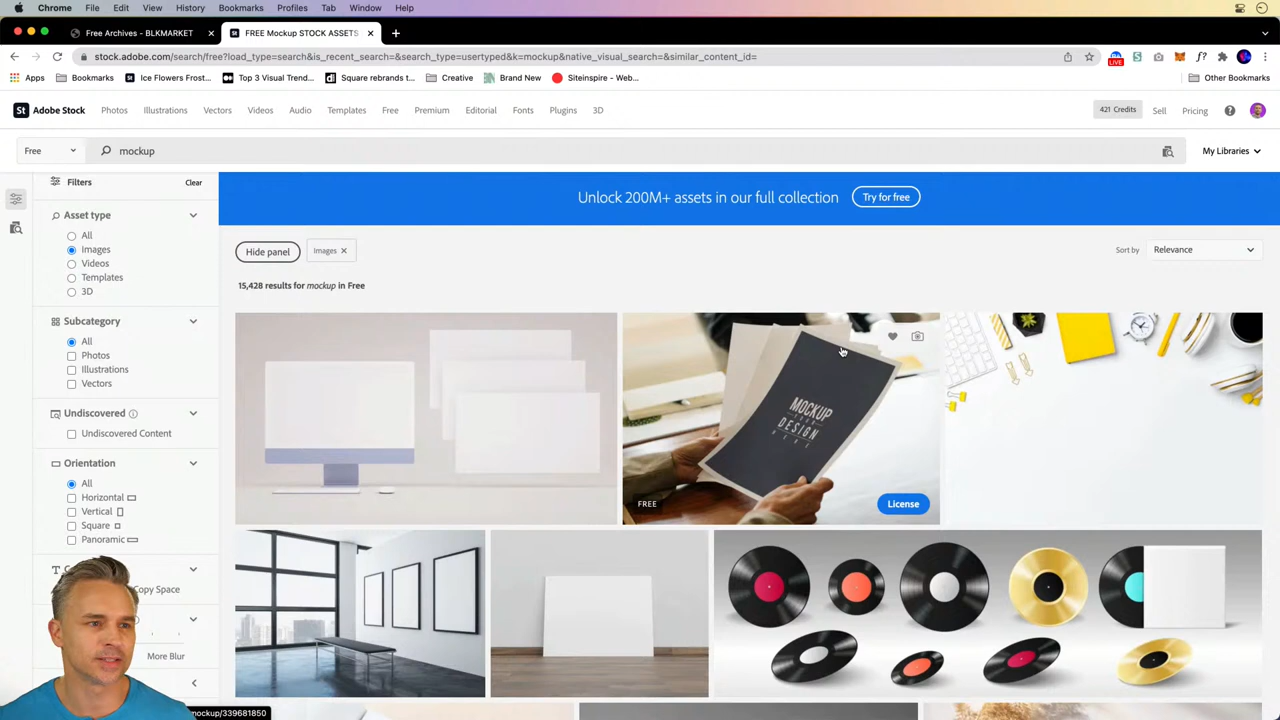 Chrome File Edit View History Bookmarks Profiles Tab Window Help
Free Archives - BLKMARKET
FREE Mockup STOCK ASSETS
stock.adobe.com/search/free?load_type=search&is_recent_search=&search_type=usertyped&k=mockup&native_visual_search=&similar_content_id=
LIVE
Apps Bookmarks Ice Flowers Frost... Top 3 Visual Trend... Square rebrands t... Creative Brand New Siteinspire - Web... Other Bookmarks
St Adobe Stock Photos Illustrations Vectors Videos Audio Templates Free Premium Editorial Fonts Plugins 3D 421 Credits Sell Pricing
Free mockup My Libraries
Filters Clear
Unlock 200M+ assets in our full collection Try for free
Asset type
All
Images
Videos
Templates
3D
Hide panel Images Sort by Relevance
15,428 results for mockup in Free
Subcategory
All
Photos
Illustrations
Vectors
Undiscovered
Undiscovered Content
Orientation
All
Horizontal
Vertical
Square
Panoramic
Copy Space
More Blur
MOCKUP
DESIGN
HERE
FREE License
mockup/339681850